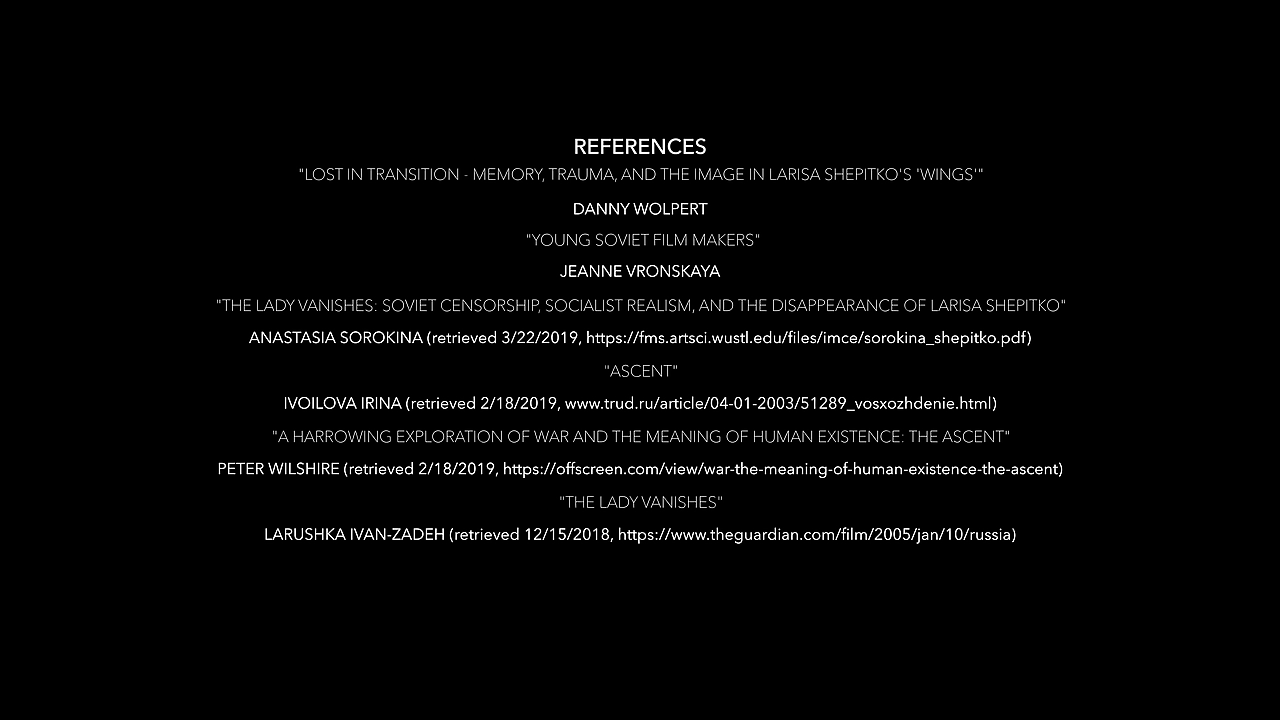 REFERENCES
"LOST IN TRANSITION - MEMORY, TRAUMA, AND THE IMAGE IN LARISA SHEPITKO'S 'WINGS'"
DANNY WOLPERT
"YOUNG SOVIET FILM MAKERS"
JEANNE VRONSKAYA
"THE LADY VANISHES: SOVIET CENSORSHIP, SOCIALIST REALISM, AND THE DISAPPEARANCE OF LARISA SHEPITKO"
ANASTASIA SOROKINA (retrieved 3/22/2019, https://fms.artsci.wustl.edu/files/imce/sorokina_shepitko.pdf)
"ASCENT"
IVOILOVA IRINA (retrieved 2/18/2019, www.trud.ru/article/04-01-2003/51289_vosxozhdenie.html)
"A HARROWING EXPLORATION OF WAR AND THE MEANING OF HUMAN EXISTENCE: THE ASCENT"
PETER WILSHIRE (retrieved 2/18/2019, https://offscreen.com/view/war-the-meaning-of-human-existence-the-ascent)
"THE LADY VANISHES"
LARUSHKA IVAN-ZADEH (retrieved 12/15/2018, https://www.theguardian.com/film/2005/jan/10/russia)